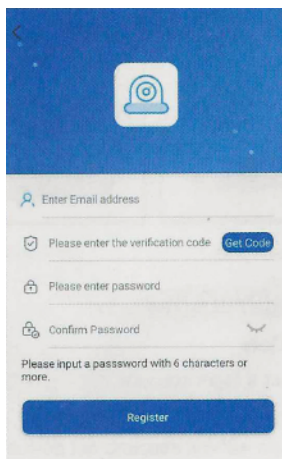 Enter Email address
Please enter the verification code
Get Code
Please enter password
Confirm Password
Please input a passsword with 6 characters or
more.
Register